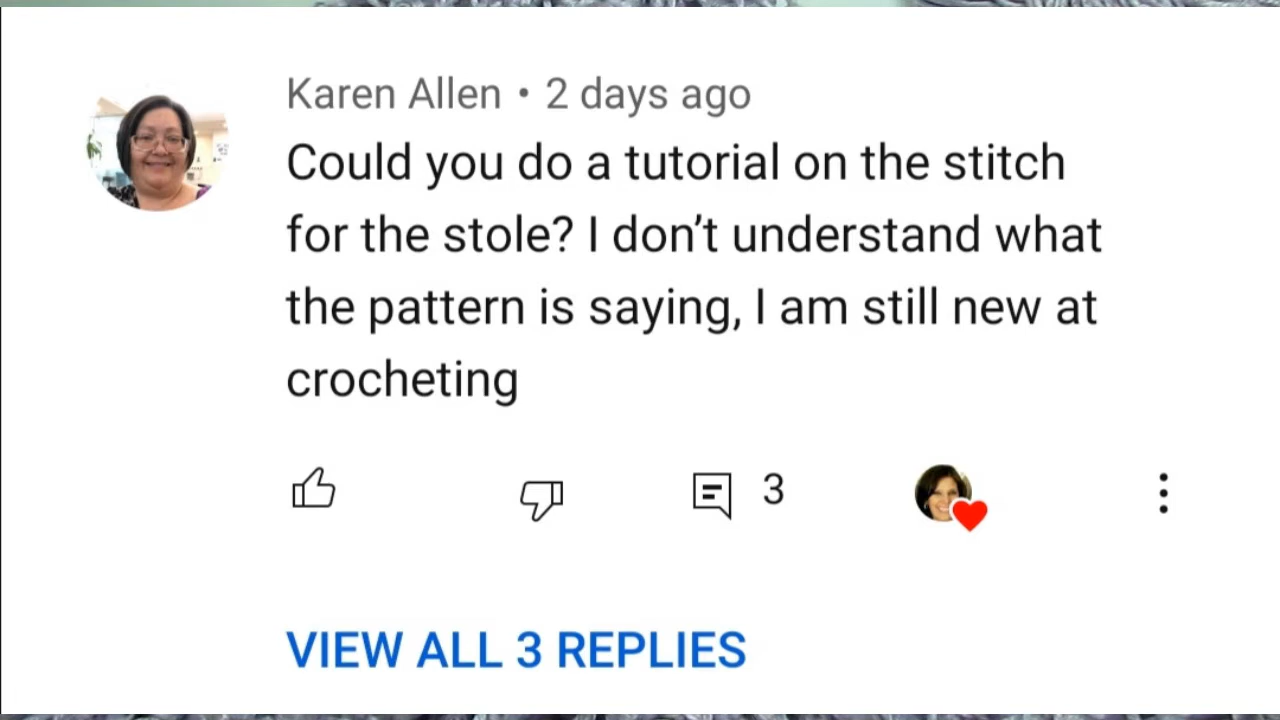 Karen Allen • 2 days ago
Could you do a tutorial on the stitch
for the stole? I don’t understand what
the pattern is saying, I am still new at
crocheting
3
VIEW ALL 3 REPLIES